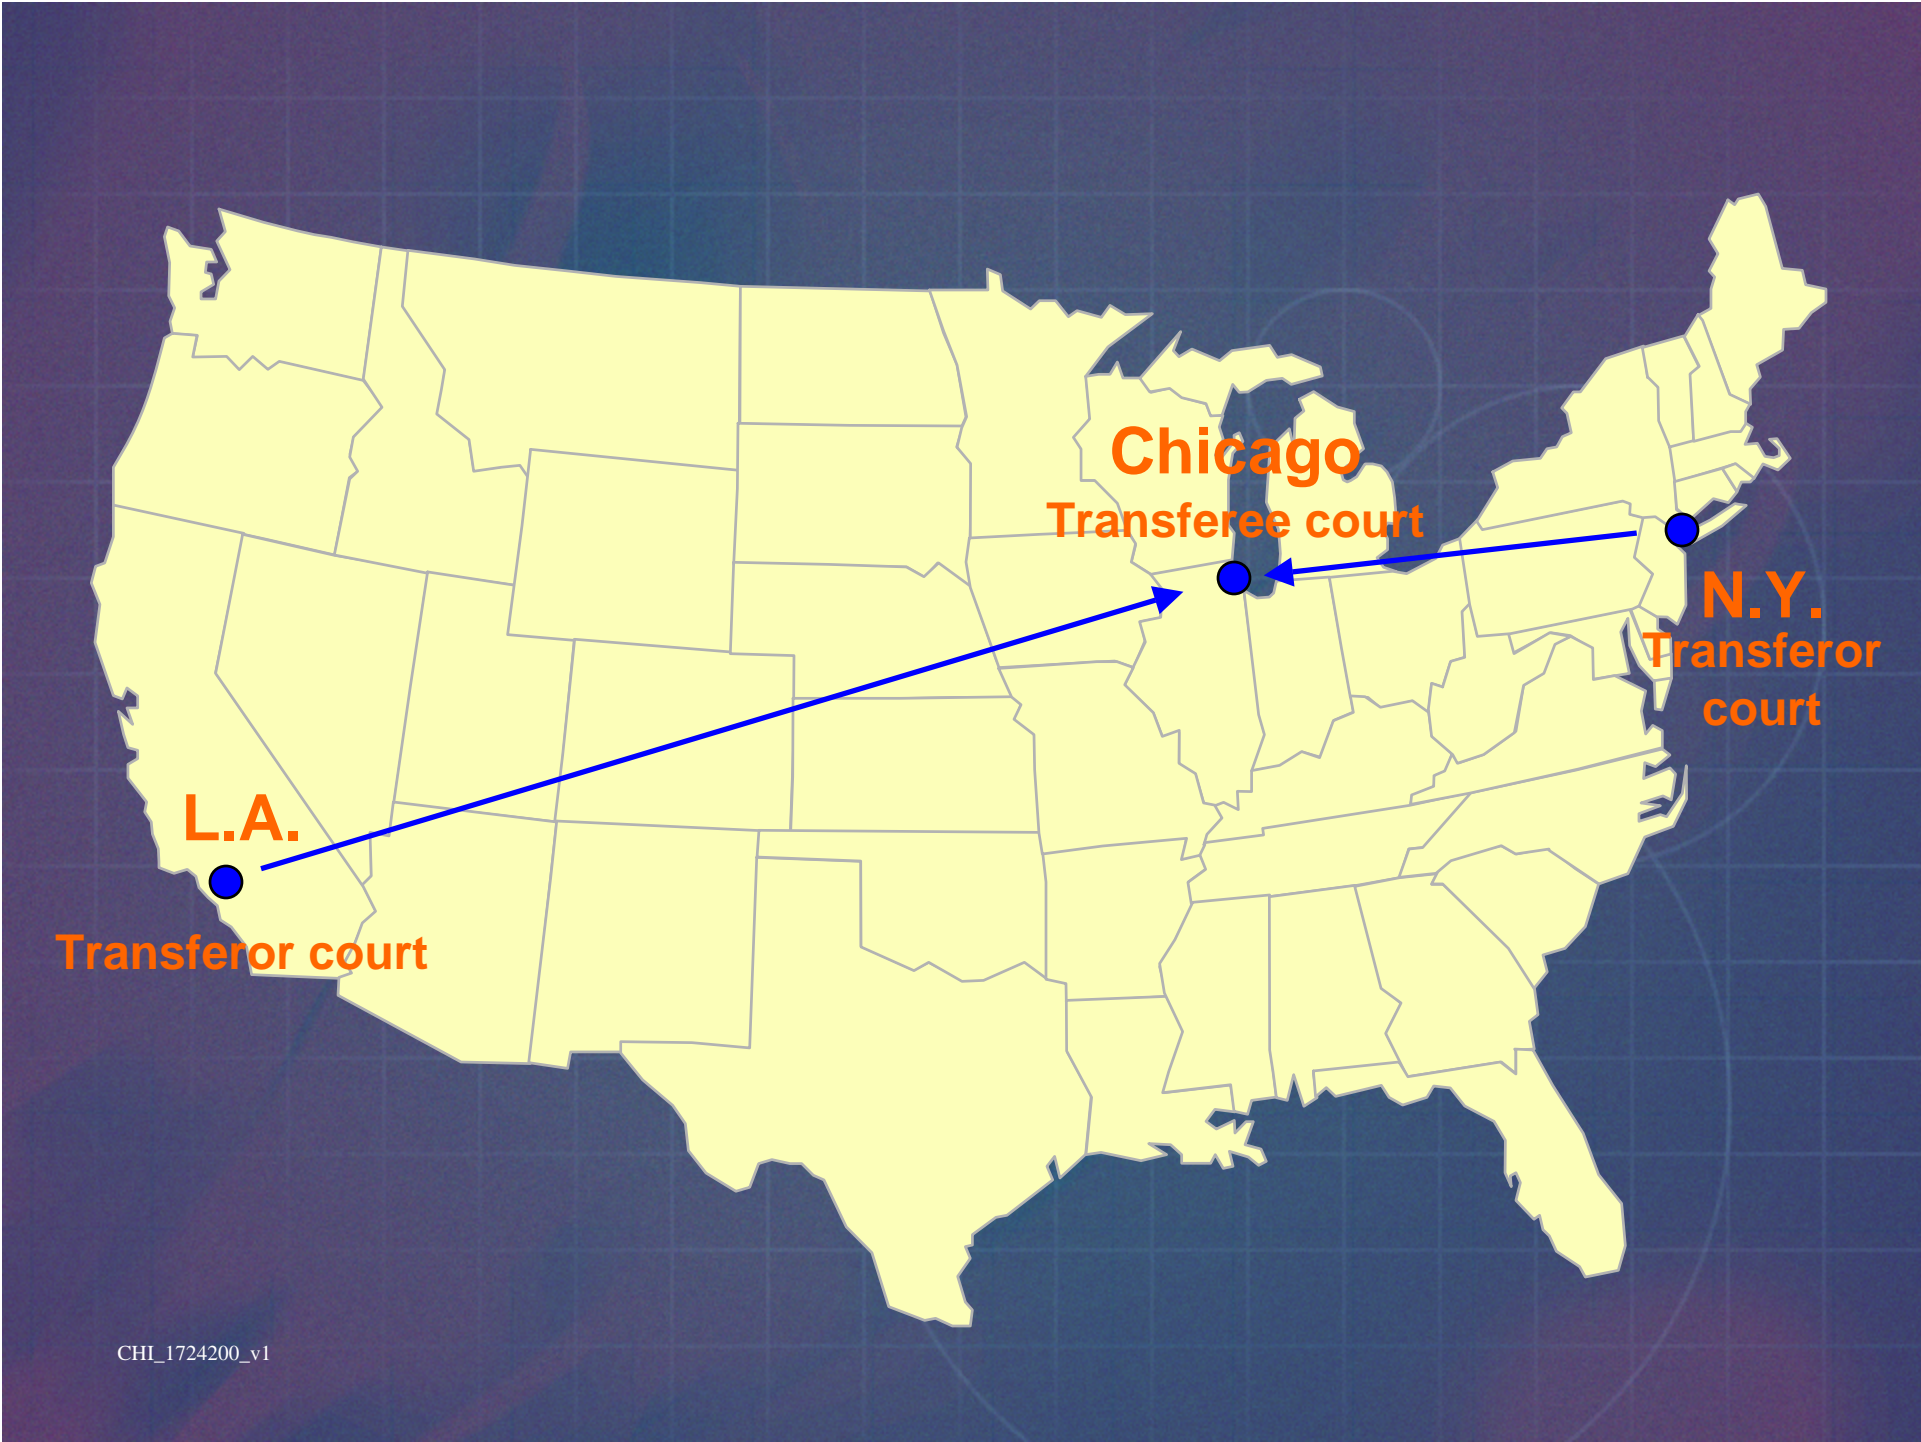 Chicago
Transferee court
N.Y.
Transferor
court
L.A.
Transferor court
CHI_1724200_v1